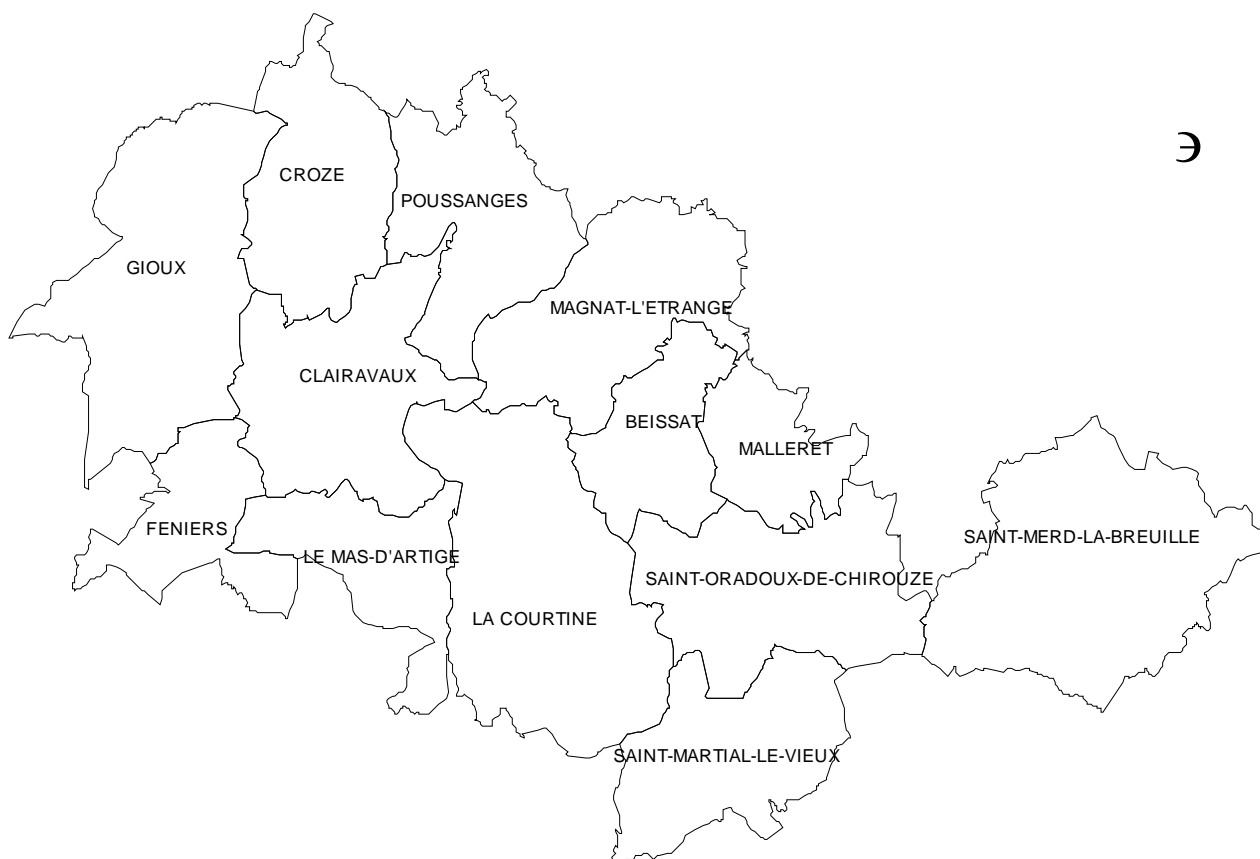 Э
CROZE
POUSSANGES
GIOUX
MAGNAT-L'ETRANGE
CLAIRAVAUX
BEISSAT
MALLERET
FENIERS
SAINT-MERD-LA-BREUILLE
LE MAS-D'ARTIGE
SAINT-ORADOUX-DE-CHIROUZE
LA COURTINE
SAINT-MARTIAL-LE-VIEUX